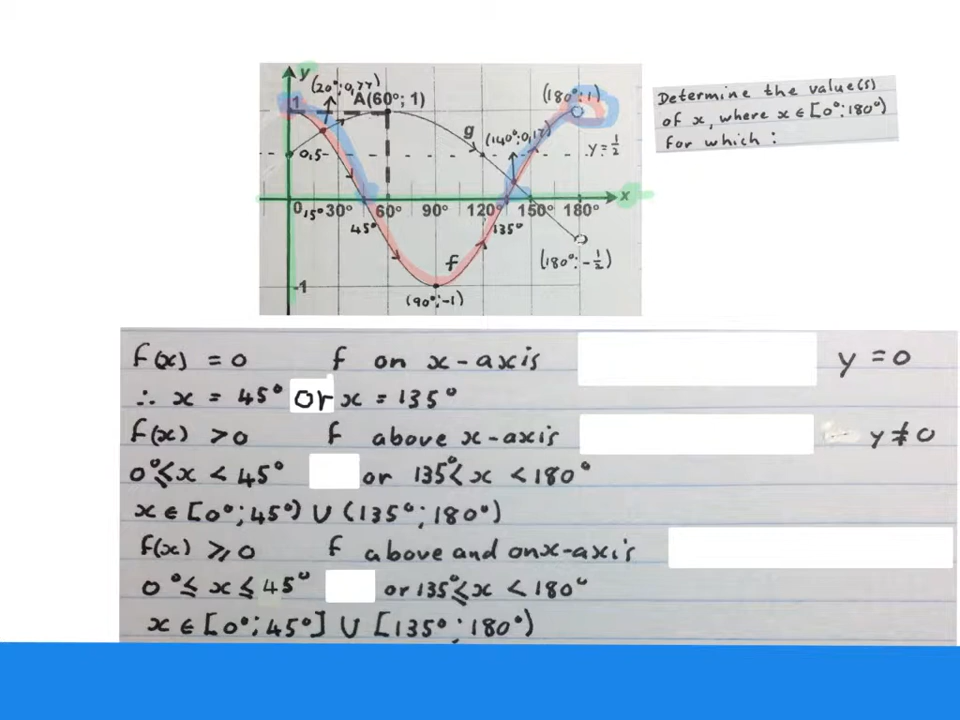 y
(20°;0,77)
A(60°; 1)
(180°;1)
1
g
(140°;0,17)
0,5
y=½
0 15° 30° 60° 90° 120° 150° 180° x
45° 135°
f
(180°;-½)
-1
(90°;-1)
Determine the value(s)
of x, where x ∈ [0°;180°)
for which :
f(x) = 0 f on x-axis y = 0
∴ x = 45° or x = 135°
f(x) > 0 f above x-axis y ≠ 0
0° ≤ x < 45° or 135° < x < 180°
x ∈ [0°;45°) ∪ (135°;180°)
f(x) ≥ 0 f above and on x-axis
0° ≤ x ≤ 45° or 135° ≤ x < 180°
x ∈ [0°;45°] ∪ [135°;180°)